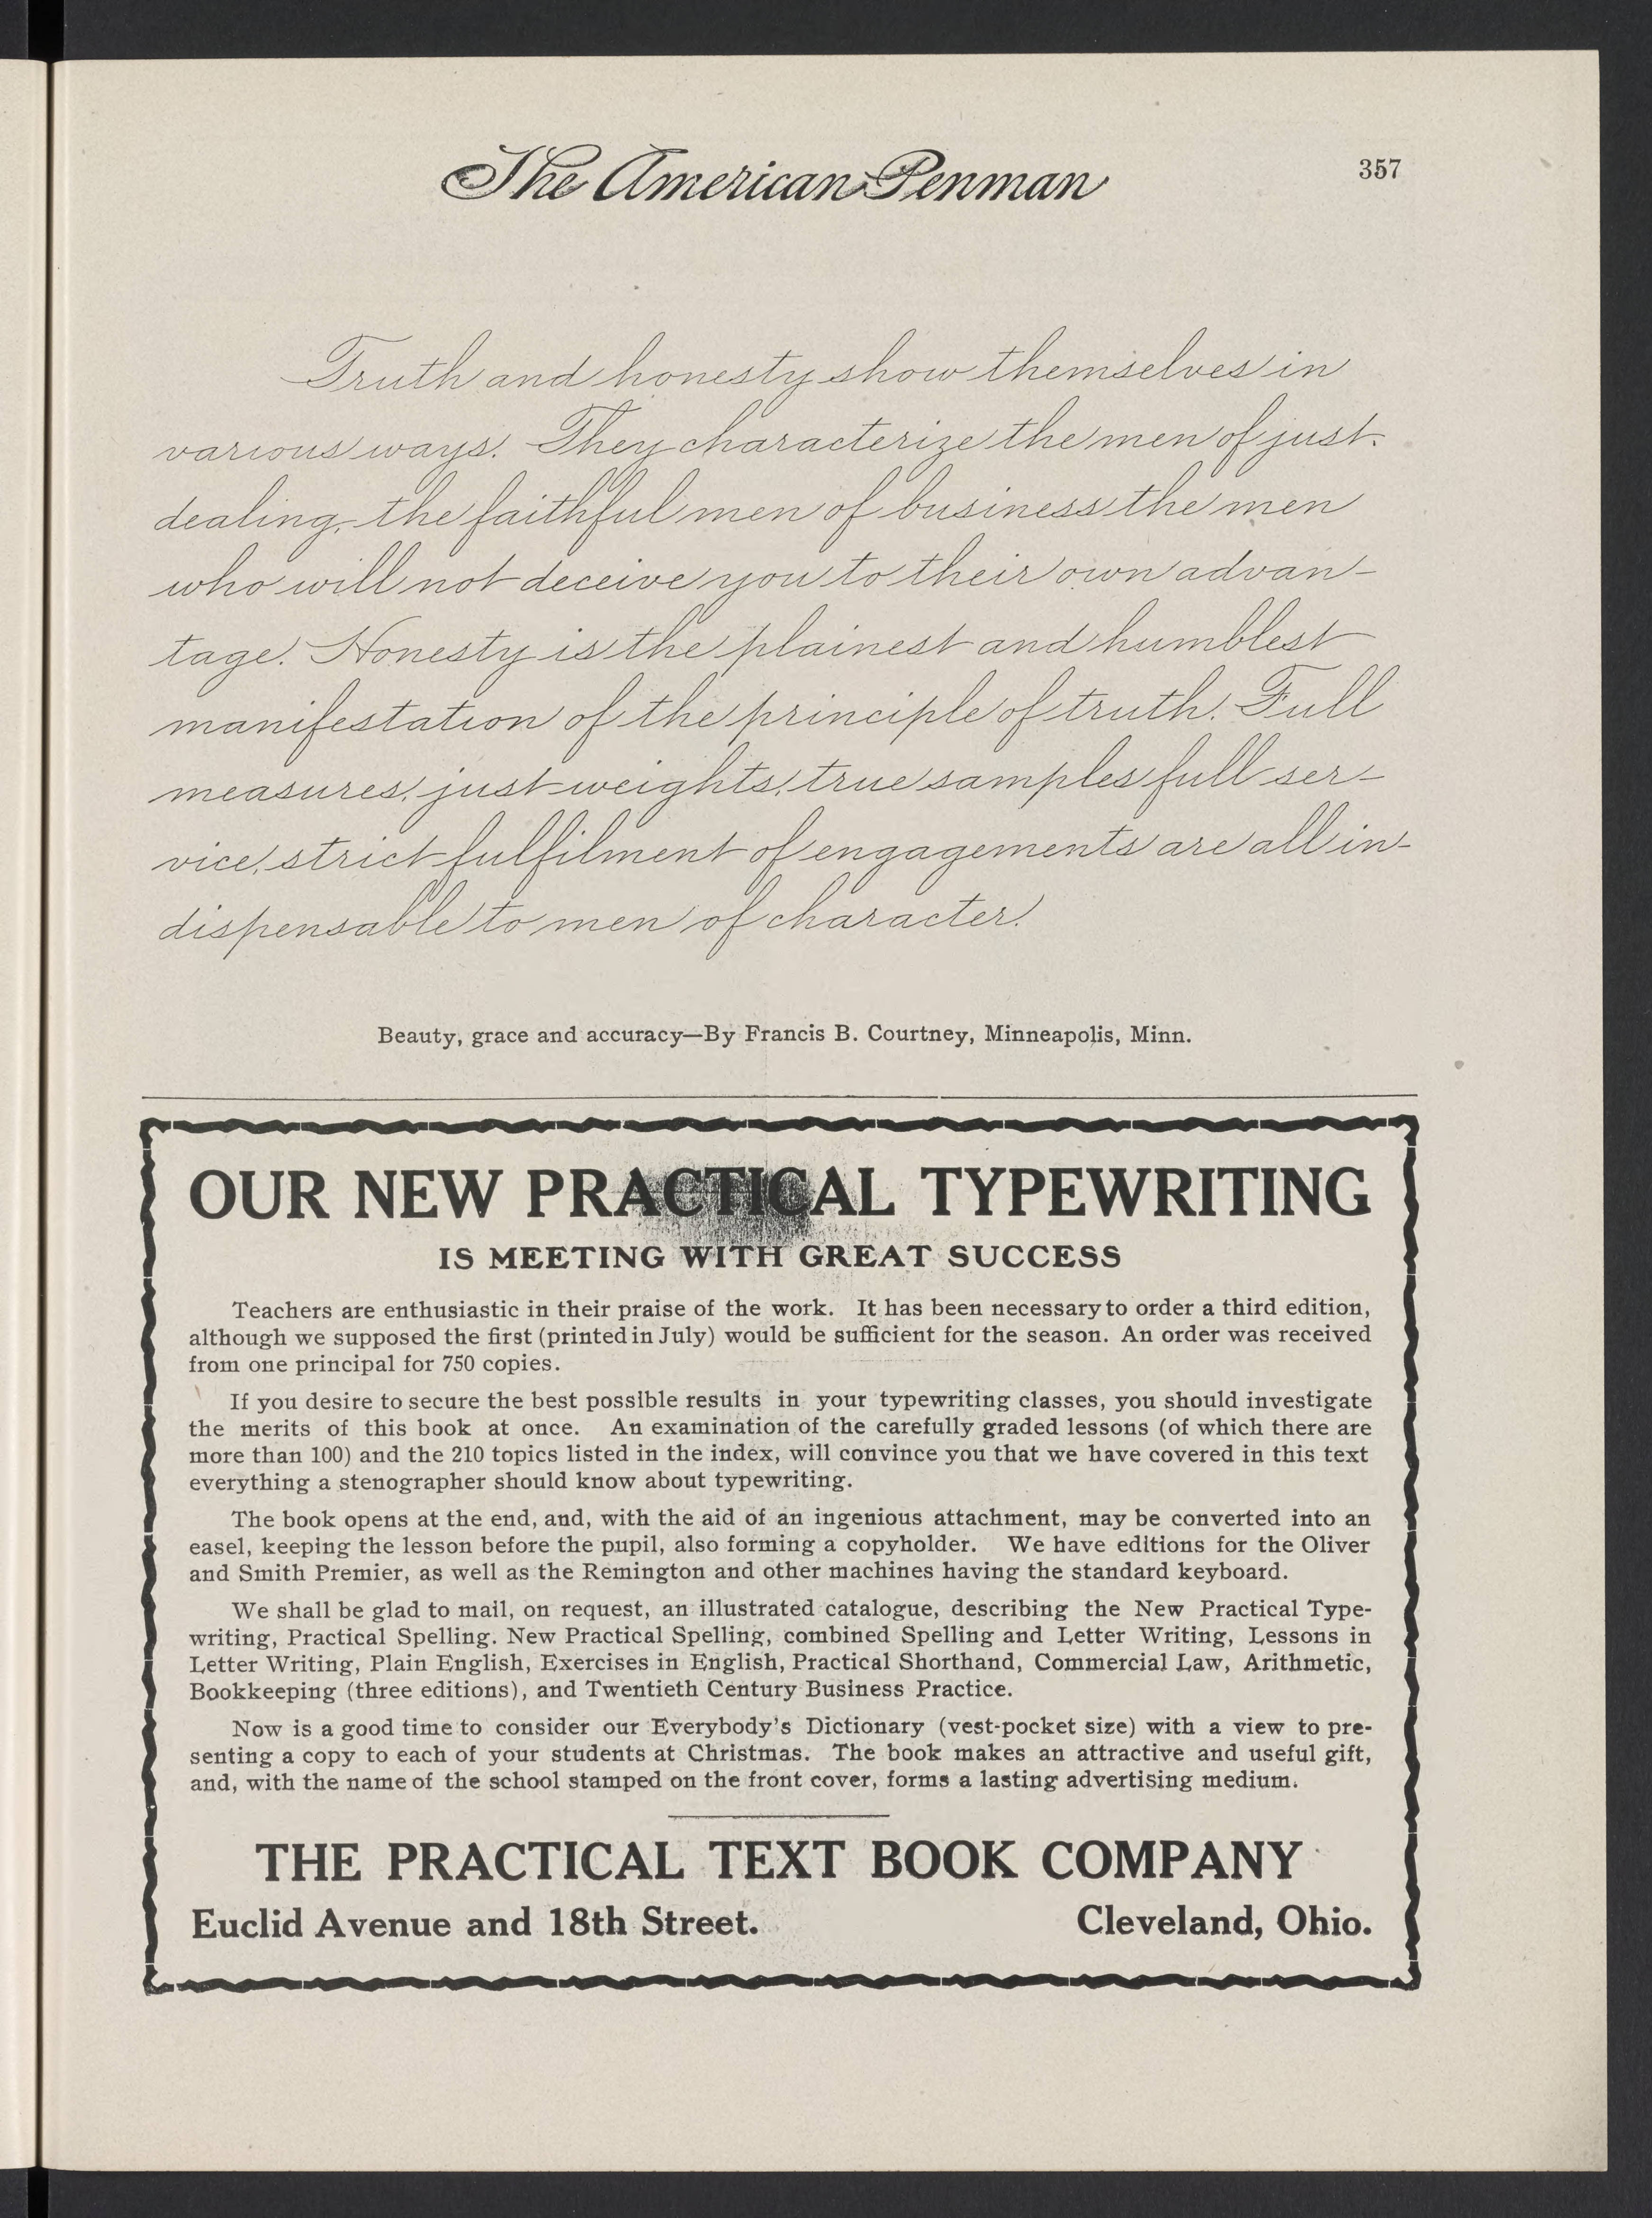 The American Penman
357
Truth and honesty show themselves in
various ways. They characterize the men of just
dealing, the faithful men of business the men
who will not deceive you to their own advan-
tage. Honesty is the plainest and humblest
manifestation of the principle of truth. Full
measures, just weights, true samples full ser-
vice, strict fulfilment of engagements are all in-
dispensable to men of character.
Beauty, grace and accuracy—By Francis B. Courtney, Minneapolis, Minn.
OUR NEW PRACTICAL TYPEWRITING
IS MEETING WITH GREAT SUCCESS
Teachers are enthusiastic in their praise of the work. It has been necessary to order a third edition,
although we supposed the first (printed in July) would be sufficient for the season. An order was received
from one principal for 750 copies.
If you desire to secure the best possible results in your typewriting classes, you should investigate
the merits of this book at once. An examination of the carefully graded lessons (of which there are
more than 100) and the 210 topics listed in the index, will convince you that we have covered in this text
everything a stenographer should know about typewriting.
The book opens at the end, and, with the aid of an ingenious attachment, may be converted into an
easel, keeping the lesson before the pupil, also forming a copyholder. We have editions for the Oliver
and Smith Premier, as well as the Remington and other machines having the standard keyboard.
We shall be glad to mail, on request, an illustrated catalogue, describing the New Practical Type-
writing, Practical Spelling. New Practical Spelling, combined Spelling and Letter Writing, Lessons in
Letter Writing, Plain English, Exercises in English, Practical Shorthand, Commercial Law, Arithmetic,
Bookkeeping (three editions), and Twentieth Century Business Practice.
Now is a good time to consider our Everybody's Dictionary (vest-pocket size) with a view to pre-
senting a copy to each of your students at Christmas. The book makes an attractive and useful gift,
and, with the name of the school stamped on the front cover, forms a lasting advertising medium.
THE PRACTICAL TEXT BOOK COMPANY
Euclid Avenue and 18th Street. Cleveland, Ohio.